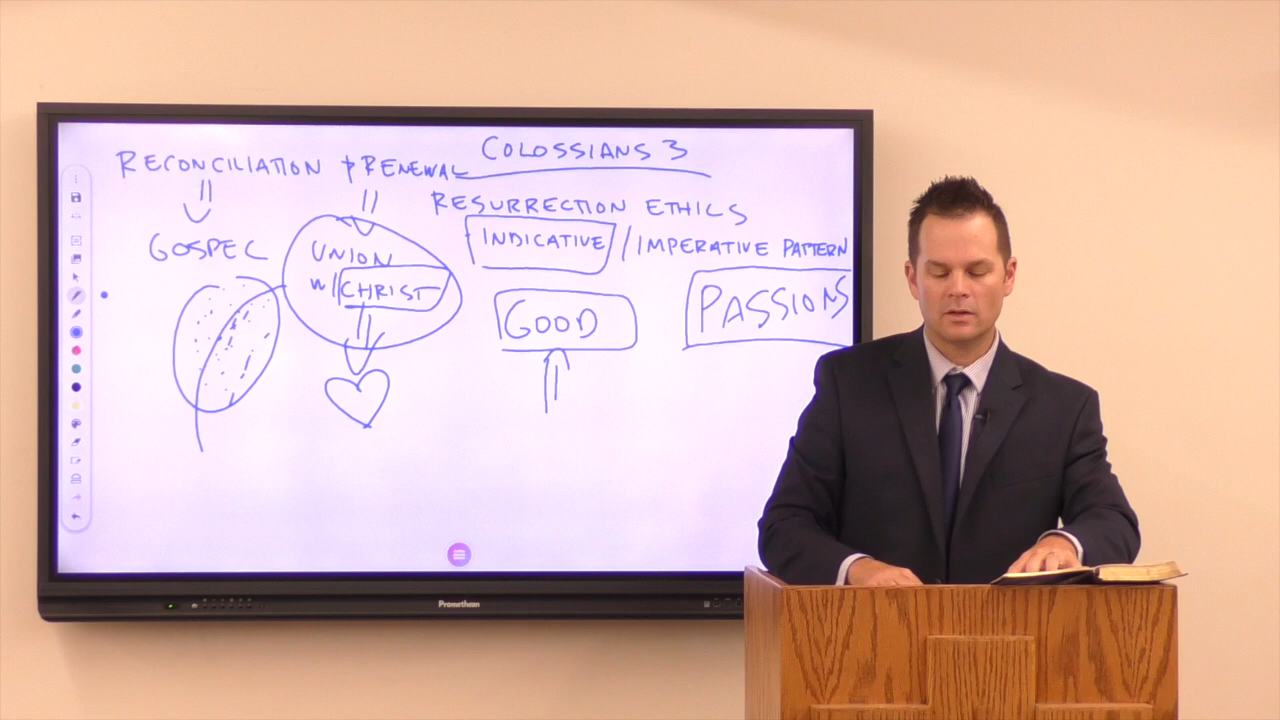 COLOSSIANS 3
RECONCILIATION + RENEWAL
RESURRECTION ETHICS
GOSPEL
UNION
W/ CHRIST
INDICATIVE / IMPERATIVE PATTERN
GOOD
PASSIONS
Promethean